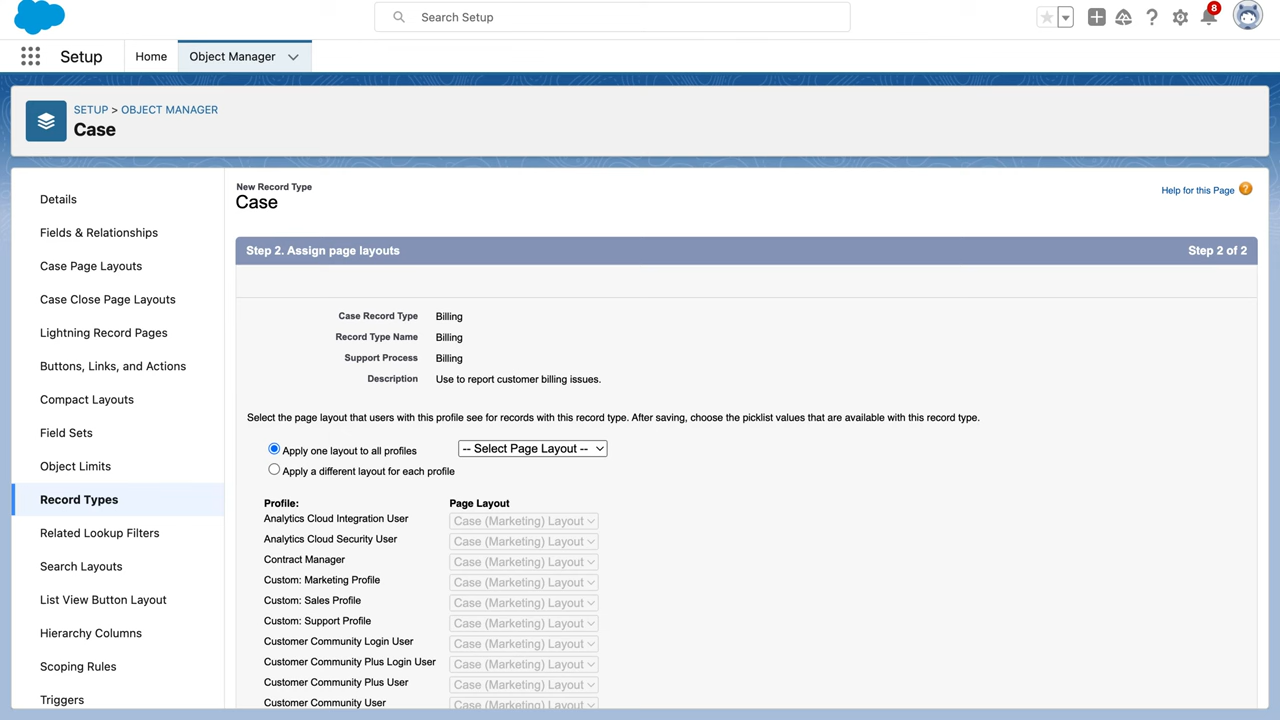 Search Setup
8
Setup
Home
Object Manager
SETUP > OBJECT MANAGER
Case
Details
Fields & Relationships
Case Page Layouts
Case Close Page Layouts
Lightning Record Pages
Buttons, Links, and Actions
Compact Layouts
Field Sets
Object Limits
Record Types
Related Lookup Filters
Search Layouts
List View Button Layout
Hierarchy Columns
Scoping Rules
Triggers
New Record Type
Case
Help for this Page ?
Step 2. Assign page layouts Step 2 of 2
Case Record Type Billing
Record Type Name Billing
Support Process Billing
Description Use to report customer billing issues.
Select the page layout that users with this profile see for records with this record type. After saving, choose the picklist values that are available with this record type.
Apply one layout to all profiles -- Select Page Layout --
Apply a different layout for each profile
Profile: Page Layout
Analytics Cloud Integration User Case (Marketing) Layout
Analytics Cloud Security User Case (Marketing) Layout
Contract Manager Case (Marketing) Layout
Custom: Marketing Profile Case (Marketing) Layout
Custom: Sales Profile Case (Marketing) Layout
Custom: Support Profile Case (Marketing) Layout
Customer Community Login User Case (Marketing) Layout
Customer Community Plus Login User Case (Marketing) Layout
Customer Community Plus User Case (Marketing) Layout
Customer Community User Case (Marketing) Layout